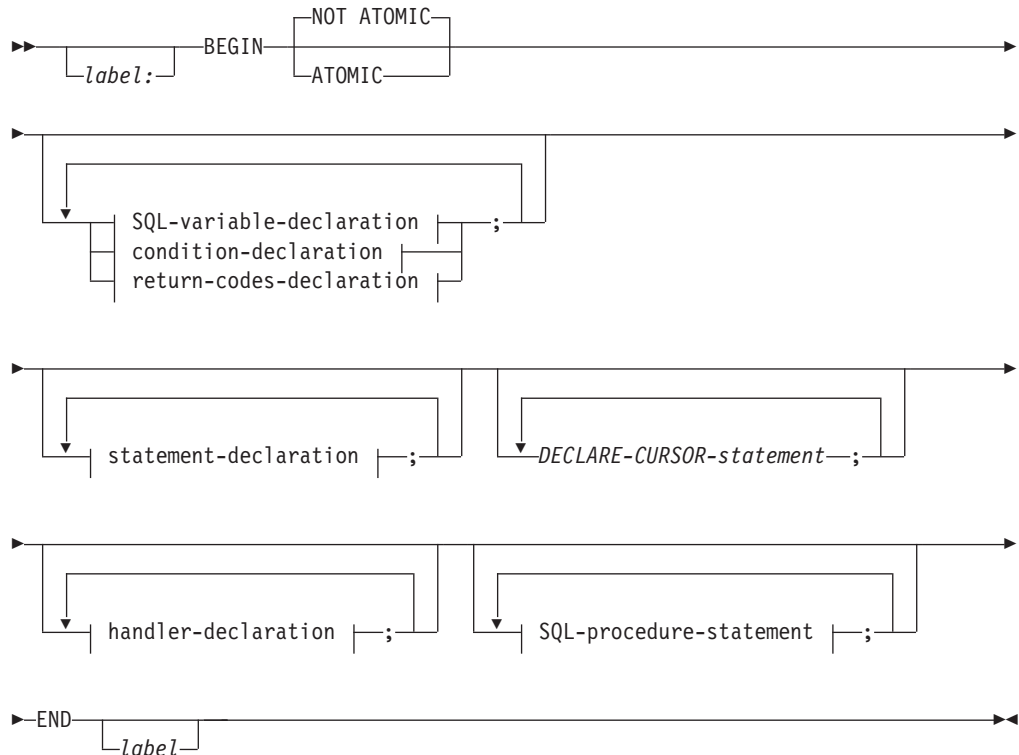 NOT ATOMIC
label:
BEGIN
ATOMIC
SQL-variable-declaration ;
condition-declaration
return-codes-declaration
statement-declaration ; DECLARE-CURSOR-statement ;
handler-declaration ; SQL-procedure-statement ;
END
label